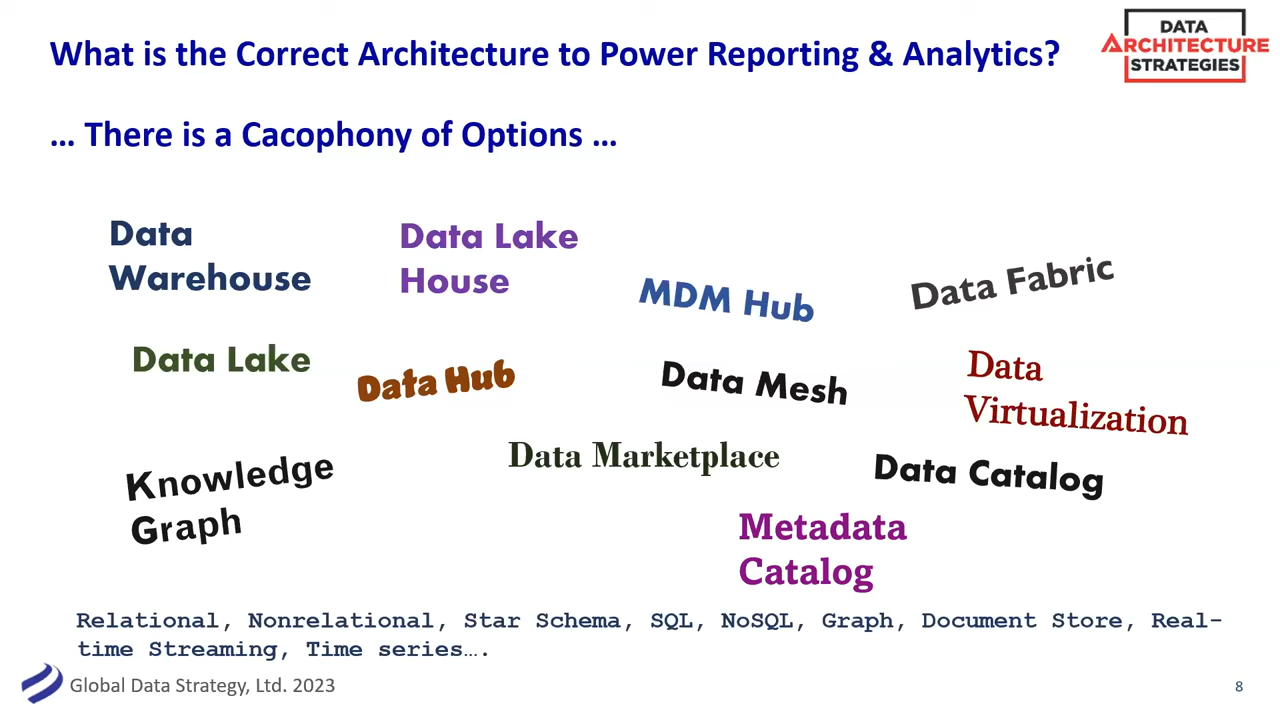 What is the Correct Architecture to Power Reporting & Analytics?
DATA
ARCHITECTURE
STRATEGIES
… There is a Cacophony of Options …
Data
Warehouse
Data Lake
House
MDM Hub
Data Fabric
Data Lake
Data Hub
Data Mesh
Data
Virtualization
Knowledge
Graph
Data Marketplace
Data Catalog
Metadata
Catalog
Relational, Nonrelational, Star Schema, SQL, NoSQL, Graph, Document Store, Real-
time Streaming, Time series….
Global Data Strategy, Ltd. 2023
8